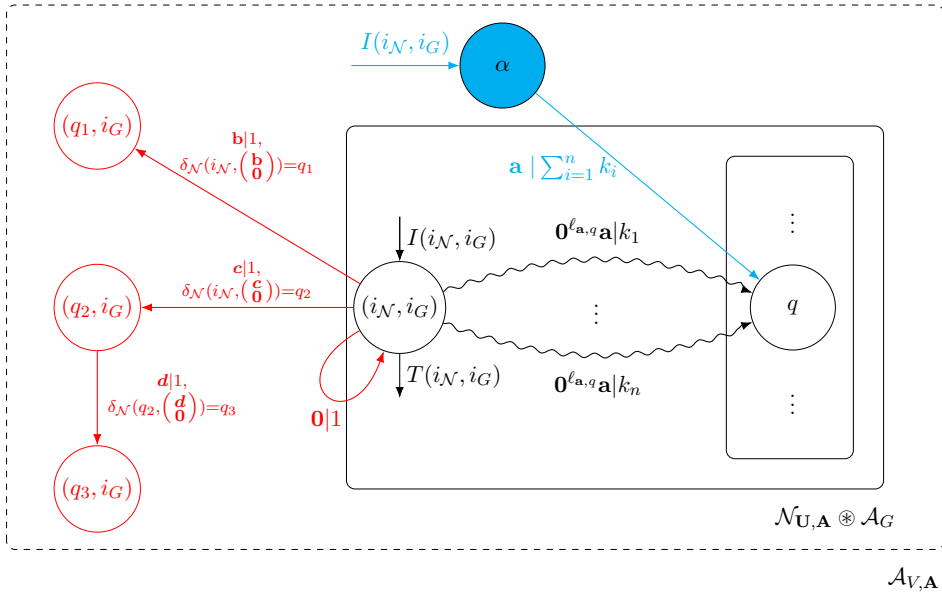 I(i_𝒩, i_G)
α
(q_1, i_G)
𝐛|1,
δ_𝒩(i_𝒩, (𝐛 𝟎))=q_1
𝐚 | ∑_{i=1}^{n} k_i
⋮
𝟎^{ℓ_{𝐚,q}}𝐚|k_1
I(i_𝒩, i_G)
𝒄|1,
δ_𝒩(i_𝒩, (𝒄 𝟎))=q_2
(q_2, i_G)
(i_𝒩, i_G)
⋮
q
T(i_𝒩, i_G)
𝟎^{ℓ_{𝐚,q}}𝐚|k_n
𝒅|1,
δ_𝒩(q_2, (𝒅 𝟎))=q_3
𝟎|1
⋮
(q_3, i_G)
𝒩_{𝐔,𝐀} ⊛ 𝒜_G
𝒜_{V,𝐀}